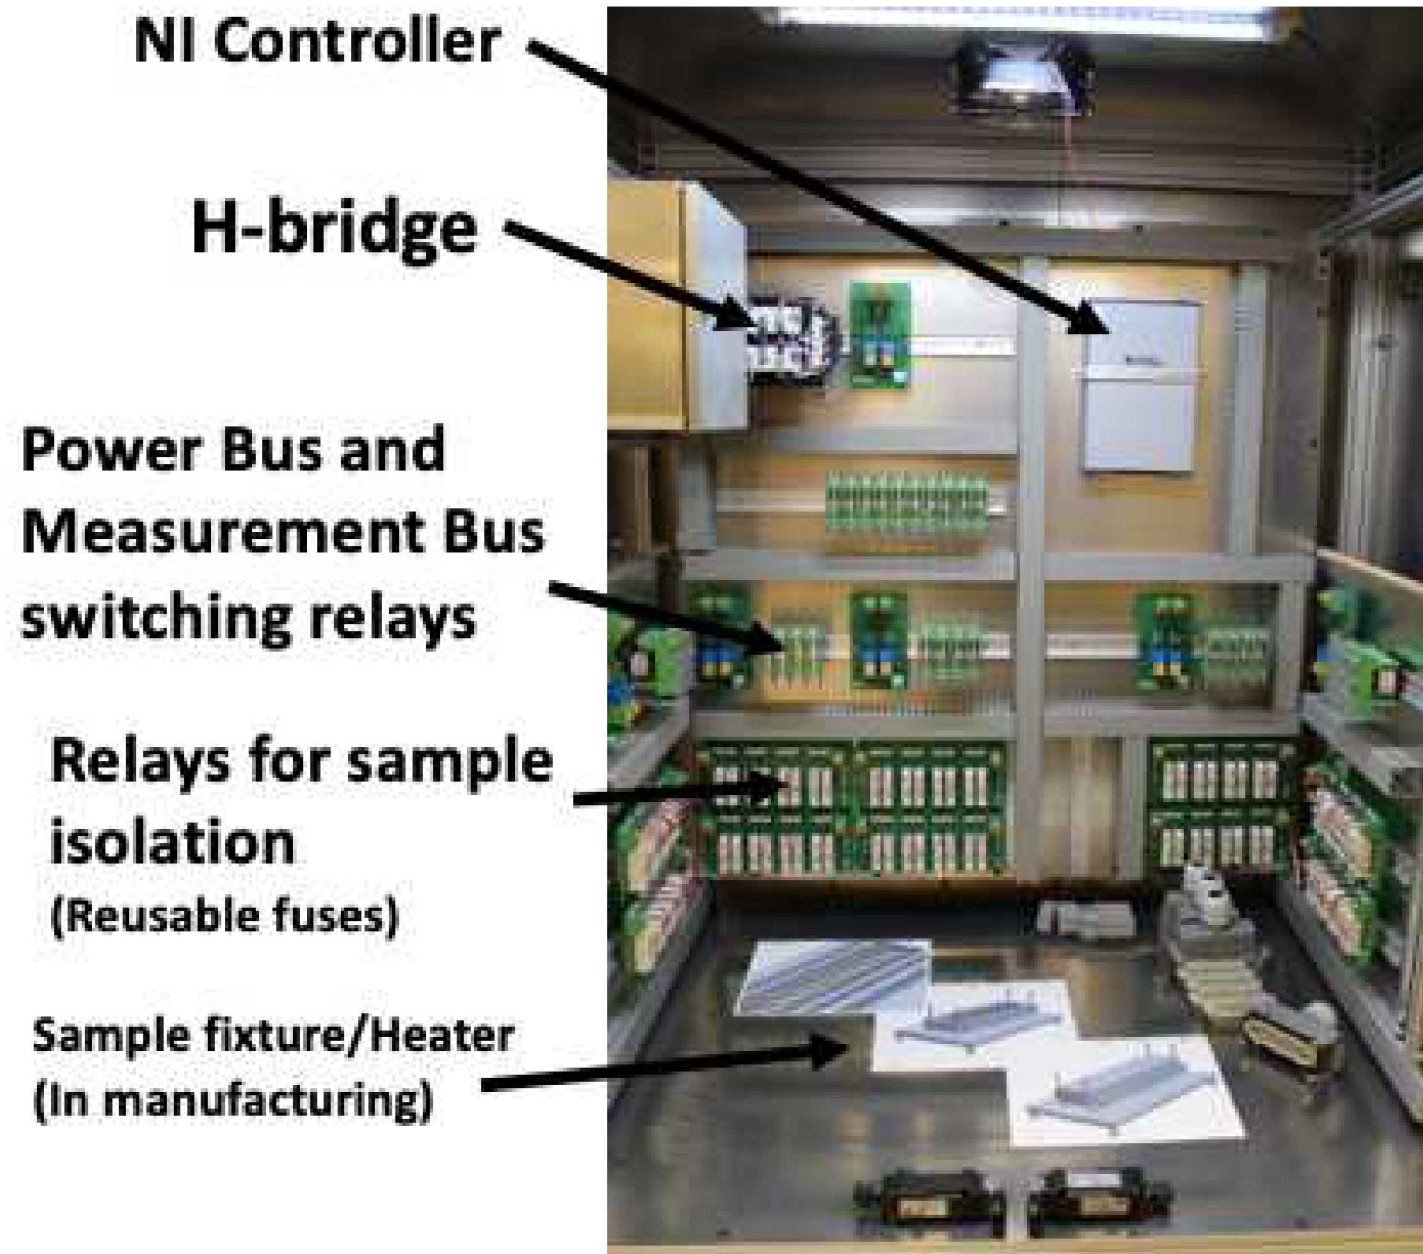 NI Controller
H-bridge
Power Bus and
Measurement Bus
switching relays
Relays for sample
isolation
(Reusable fuses)
Sample fixture/Heater
(In manufacturing)